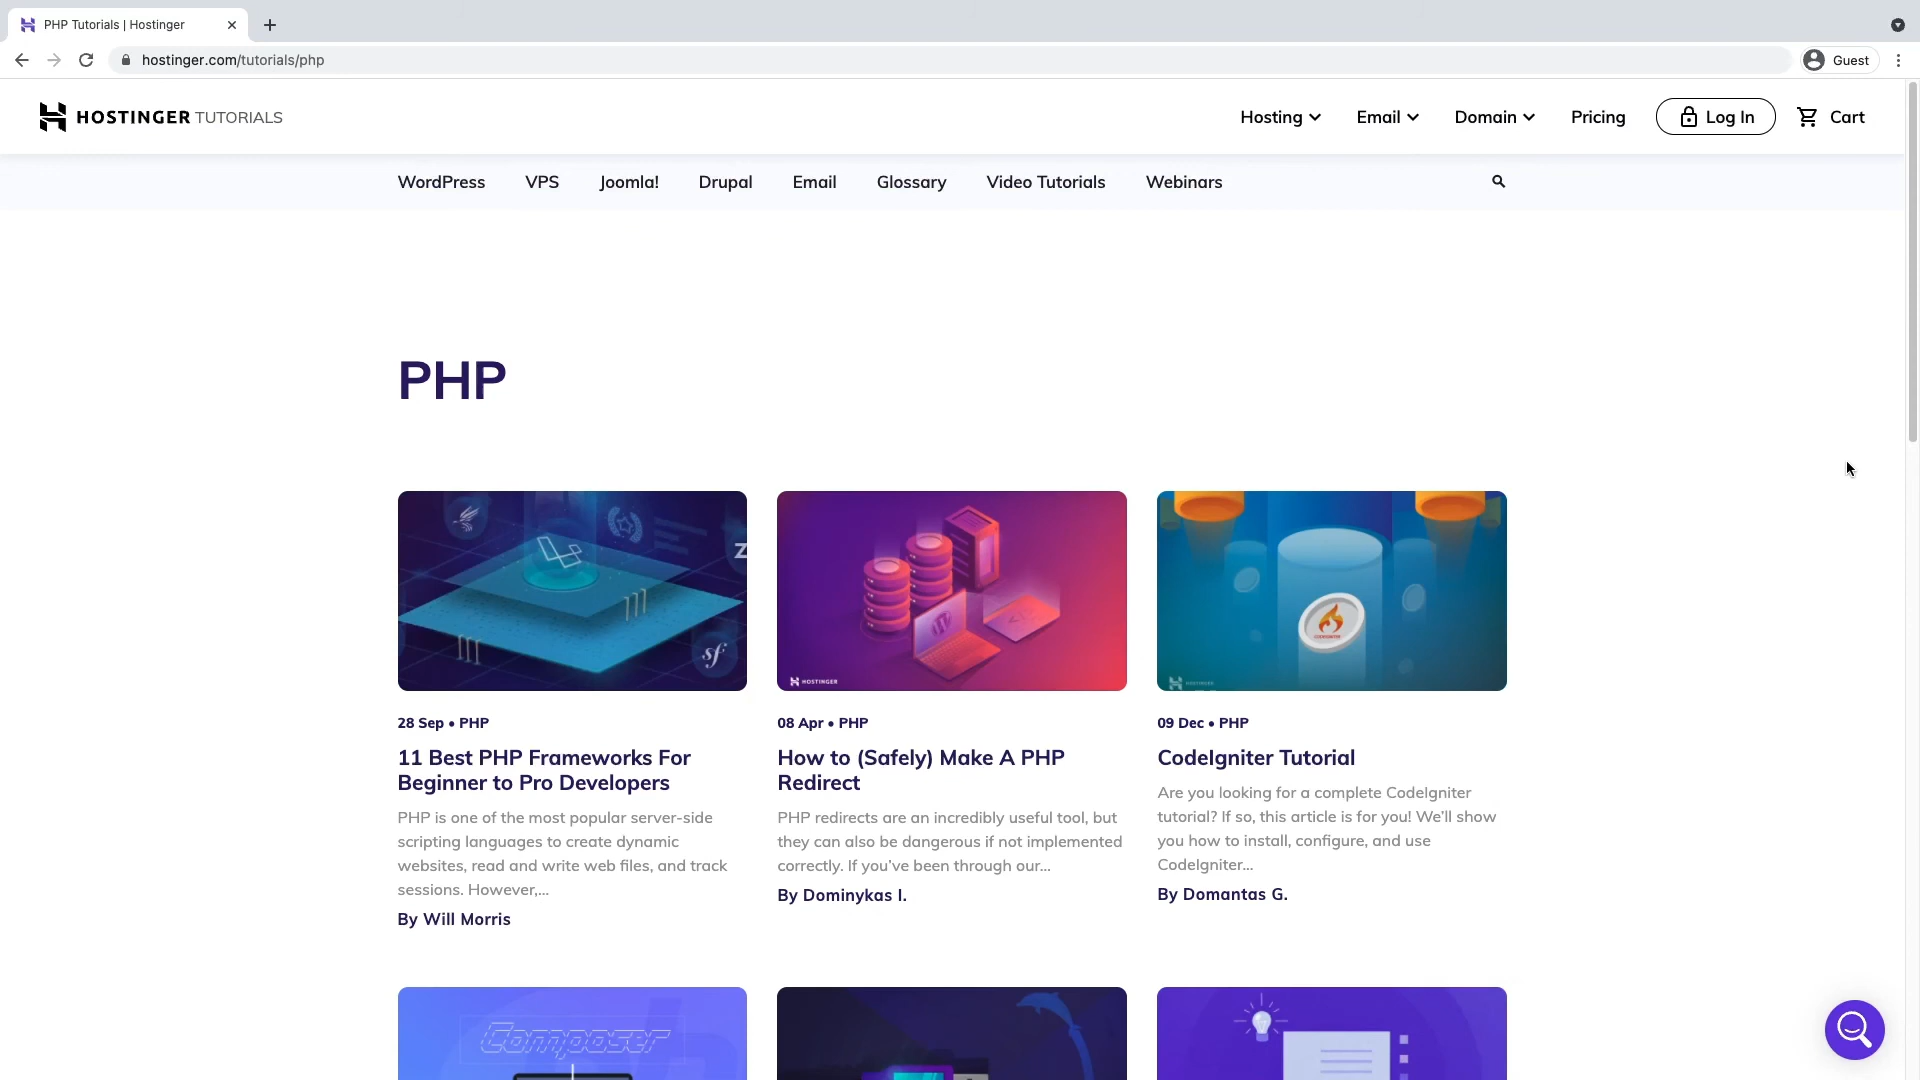 PHP Tutorials | Hostinger
hostinger.com/tutorials/php
Guest
HOSTINGER TUTORIALS
Hosting
Email
Domain
Pricing
Log In
Cart
WordPress
VPS
Joomla!
Drupal
Email
Glossary
Video Tutorials
Webinars
PHP
Z
sf
HOSTINGER
CODEIGNITER
HOSTINGER
28 Sep • PHP
11 Best PHP Frameworks For
Beginner to Pro Developers
PHP is one of the most popular server-side
scripting languages to create dynamic
websites, read and write web files, and track
sessions. However,...
By Will Morris
08 Apr • PHP
How to (Safely) Make A PHP
Redirect
PHP redirects are an incredibly useful tool, but
they can also be dangerous if not implemented
correctly. If you’ve been through our...
By Dominykas I.
09 Dec • PHP
CodeIgniter Tutorial
Are you looking for a complete CodeIgniter
tutorial? If so, this article is for you! We’ll show
you how to install, configure, and use
CodeIgniter...
By Domantas G.
Composer